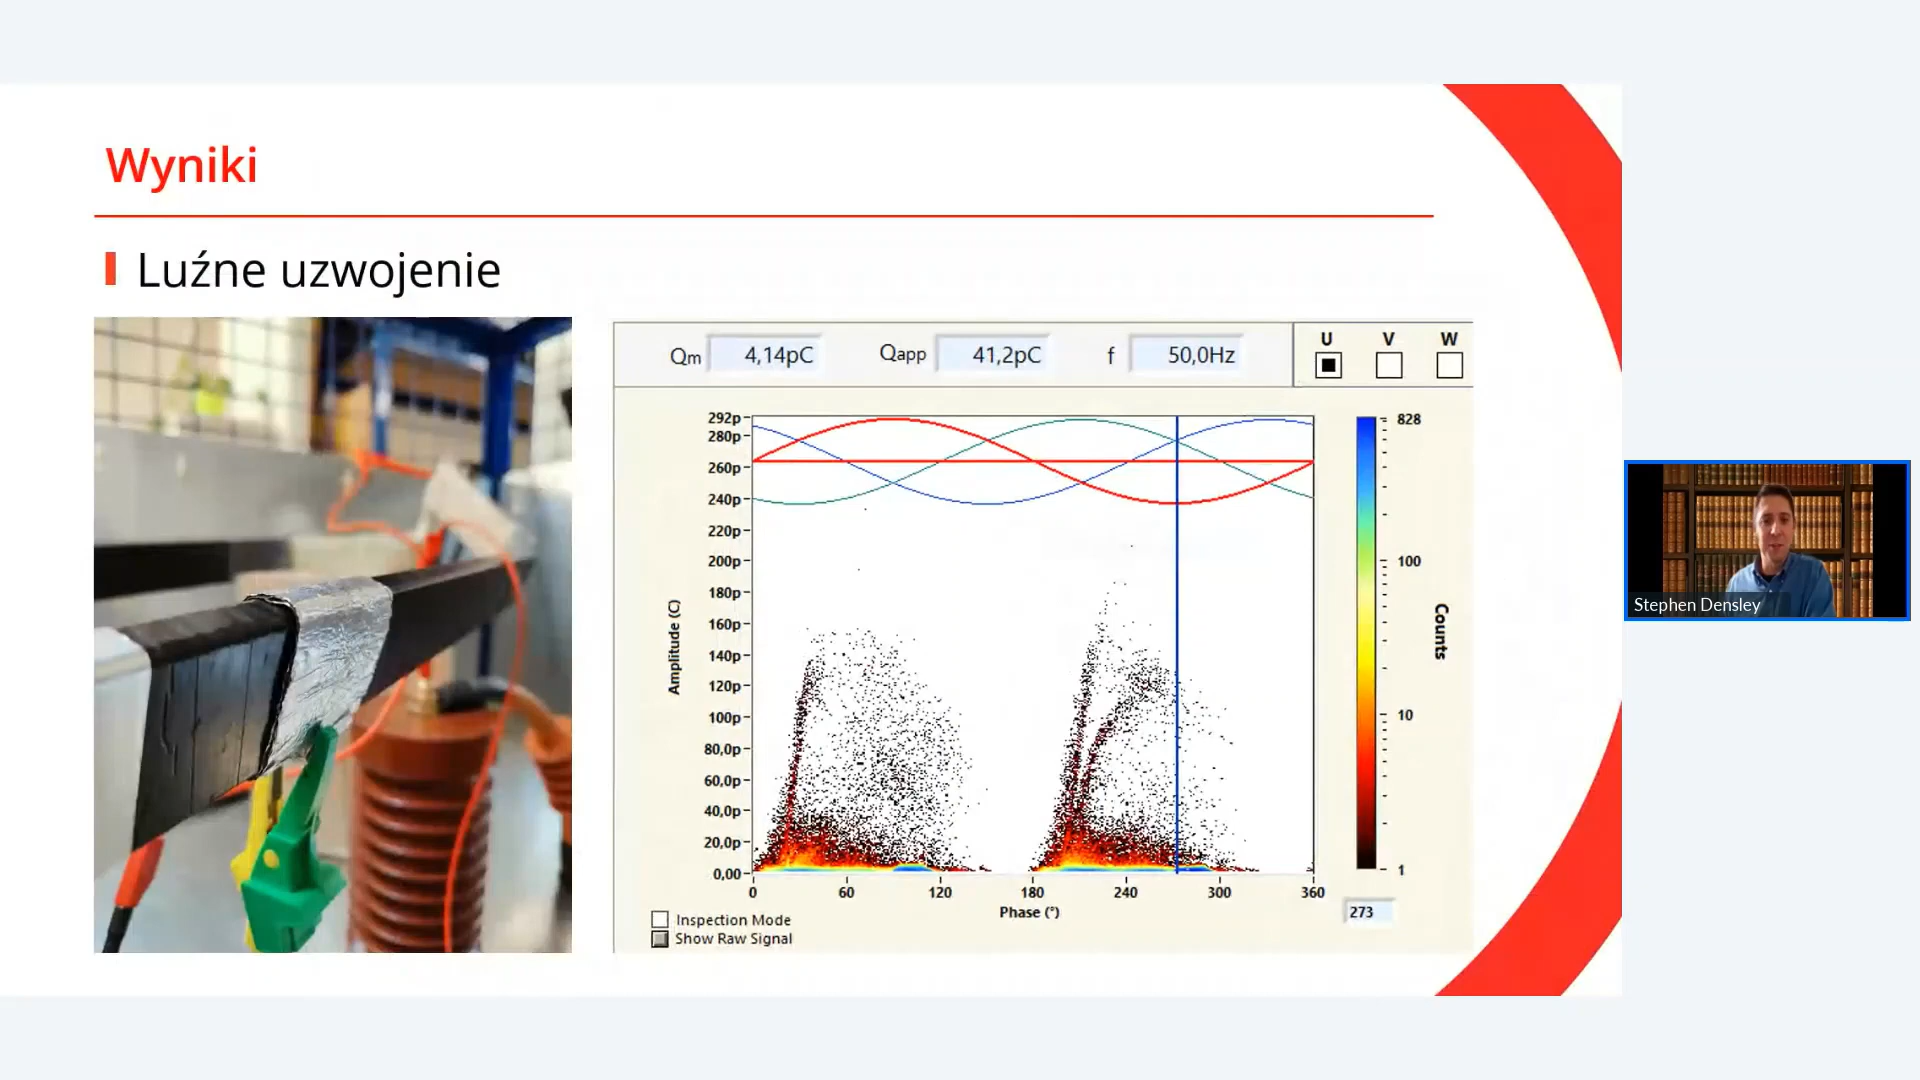 Wyniki
Luźne uzwojenie
Qm 4,14pC Qapp 41,2pC f 50,0Hz
U V W
292p
280p
260p
240p
220p
200p
180p
160p
140p
120p
100p
80,0p
60,0p
40,0p
20,0p
0,00
Amplitude (C)
0 60 120 180 240 300 360
Phase (°)
828
100
10
1
Counts
273
Inspection Mode
Show Raw Signal
Stephen Densley